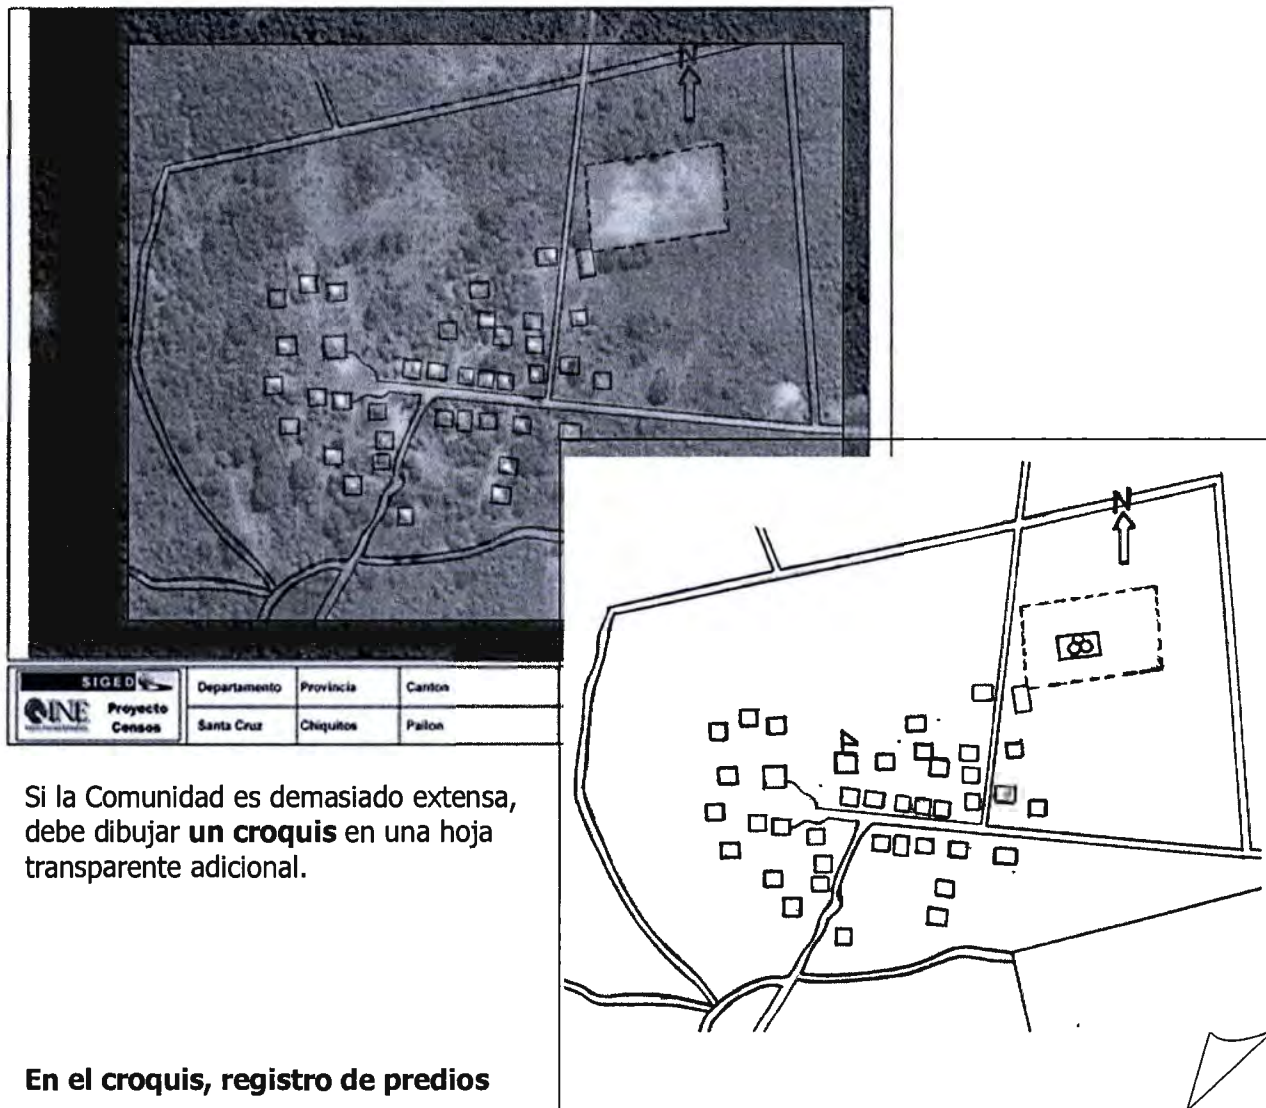 N
SIGED
INE
Proyecto
Censos
Departamento
Provincia
Canton
Santa Cruz
Chiquitos
Pailon
N
Si la Comunidad es demasiado extensa,
debe dibujar un croquis en una hoja
transparente adicional.
En el croquis, registro de predios